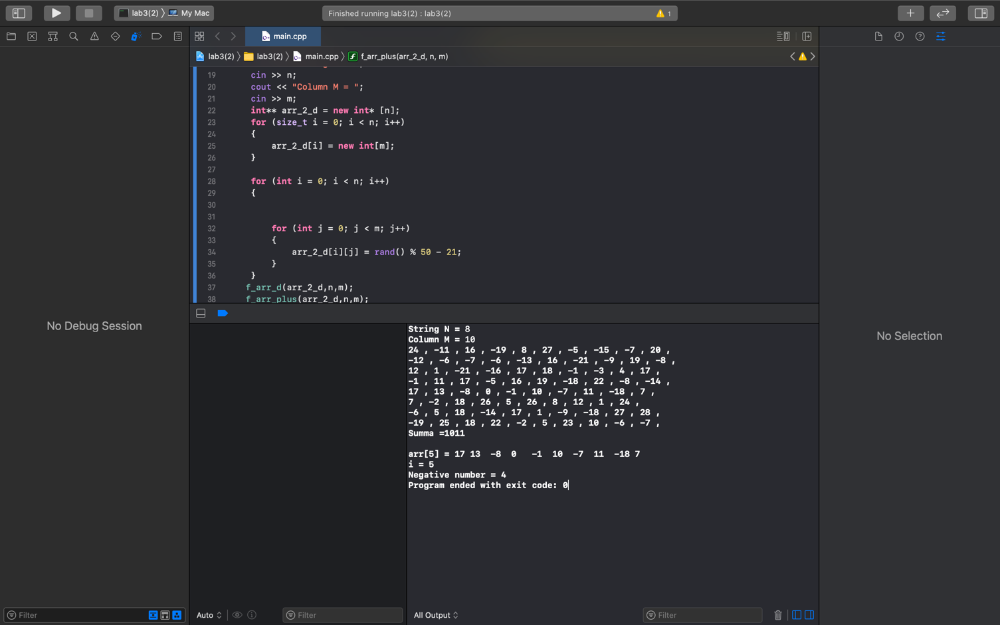 lab3(2) 〉 My Mac
Finished running lab3(2) : lab3(2)
1
main.cpp
lab3(2) 〉 lab3(2) 〉 main.cpp 〉 f_arr_plus(arr_2_d, n, m)
19 cin >> n;
20 cout << "Column M = ";
21 cin >> m;
22 int** arr_2_d = new int* [n];
23 for (size_t i = 0; i < n; i++)
24 {
25 arr_2_d[i] = new int[m];
26 }
27
28 for (int i = 0; i < n; i++)
29 {
30
31
32 for (int j = 0; j < m; j++)
33 {
34 arr_2_d[i][j] = rand() % 50 - 21;
35 }
36 }
37 f_arr_d(arr_2_d,n,m);
38 f_arr_plus(arr_2_d,n,m);
No Debug Session
No Selection
String N = 8
Column M = 10
24 , -11 , 16 , -19 , 8 , 27 , -5 , -15 , -7 , 20 ,
-12 , -6 , -7 , -6 , -13 , 16 , -21 , -9 , 19 , -8 ,
12 , 1 , -21 , -16 , 17 , 18 , -1 , -3 , 4 , 17 ,
-1 , 11 , 17 , -5 , 16 , 19 , -18 , 22 , -8 , -14 ,
17 , 13 , -8 , 0 , -1 , 10 , -7 , 11 , -18 , 7 ,
7 , -2 , 18 , 26 , 5 , 26 , 8 , 12 , 1 , 24 ,
-6 , 5 , 18 , -14 , 17 , 1 , -9 , -18 , 27 , 28 ,
-19 , 25 , 18 , 22 , -2 , 5 , 23 , 10 , -6 , -7 ,
Summa =1011
arr[5] = 17 13 -8 0 -1 10 -7 11 -18 7
i = 5
Negative number = 4
Program ended with exit code: 0
Filter
Auto
Filter
All Output
Filter